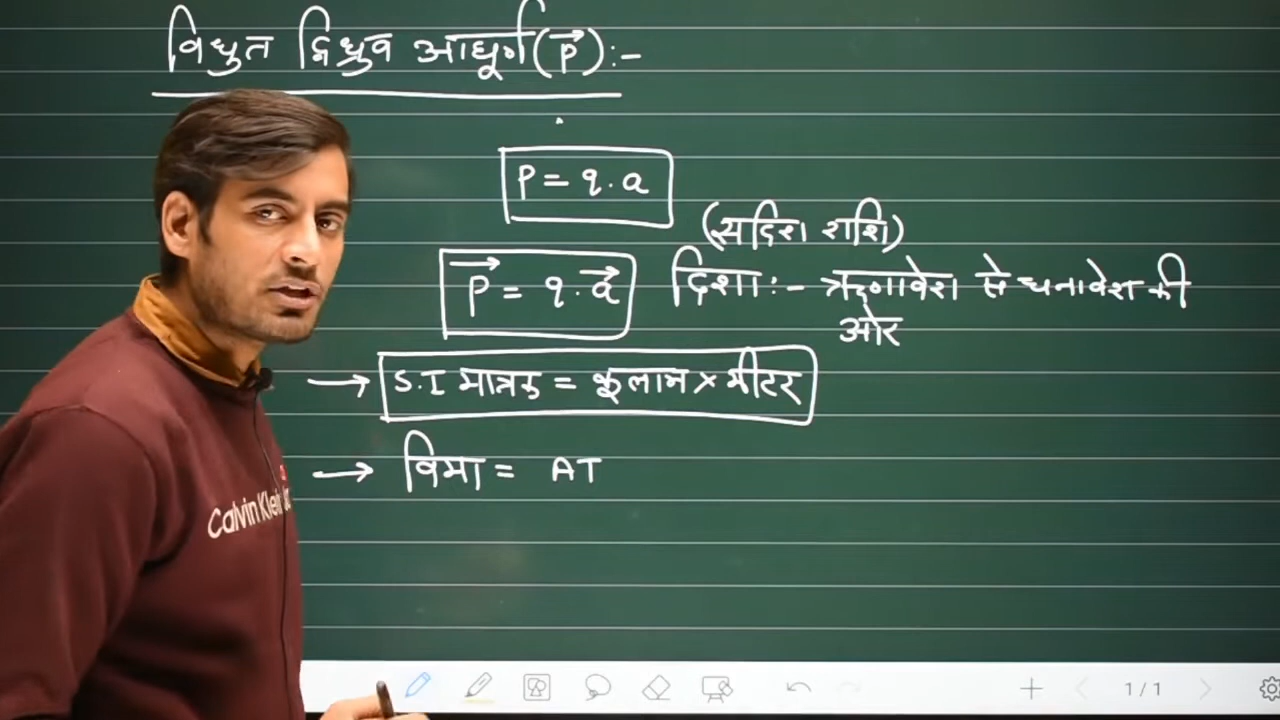 विधुत द्विध्रुव आघूर्ण (p⃗):-
P = q.a
(सदिश राशि)
p⃗ = q.a⃗ दिशा:- ऋणावेश से धनावेश की
ओर
→ S.I मात्रक = कूलाम × मीटर
→ विमा = AT
Calvin Klein
1/1